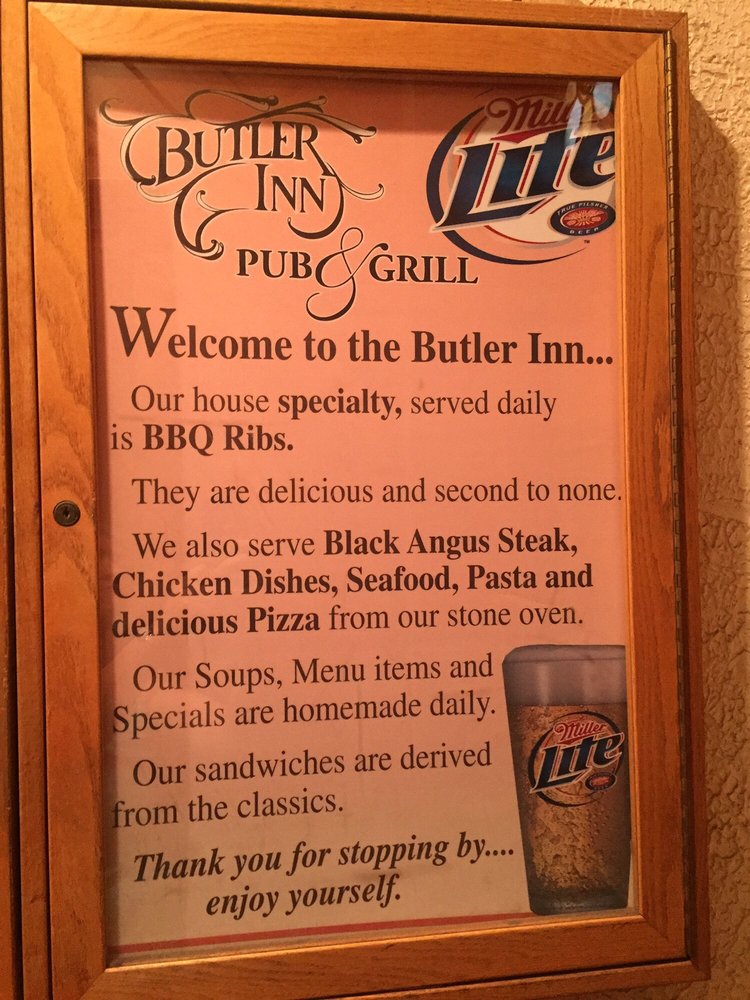 BUTLER
INN
PUB & GRILL
Miller
Lite
TRUE PILSNER
BEER
TM
Welcome to the Butler Inn...
Our house specialty, served daily
is BBQ Ribs.
They are delicious and second to none.
We also serve Black Angus Steak,
Chicken Dishes, Seafood, Pasta and
delicious Pizza from our stone oven.
Our Soups, Menu items and
Specials are homemade daily.
Our sandwiches are derived
from the classics.
Thank you for stopping by....
enjoy yourself.
Miller
Lite